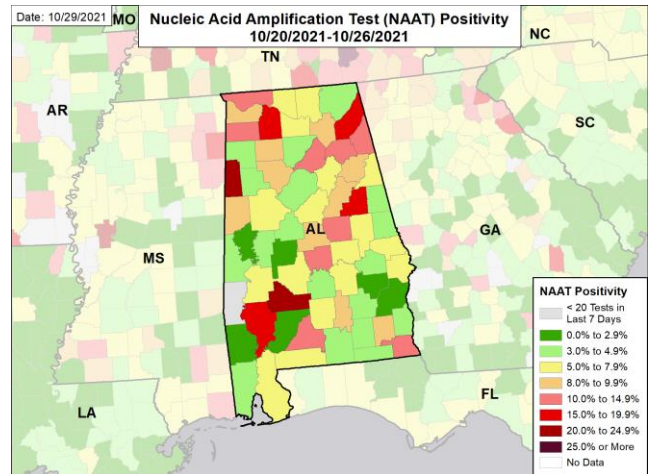 Date: 10/29/2021
Nucleic Acid Amplification Test (NAAT) Positivity
10/20/2021-10/26/2021
MO
TN
NC
AR
SC
AL
MS
GA
LA
FL
NAAT Positivity
< 20 Tests in
Last 7 Days
0.0% to 2.9%
3.0% to 4.9%
5.0% to 7.9%
8.0% to 9.9%
10.0% to 14.9%
15.0% to 19.9%
20.0% to 24.9%
25.0% or More
No Data